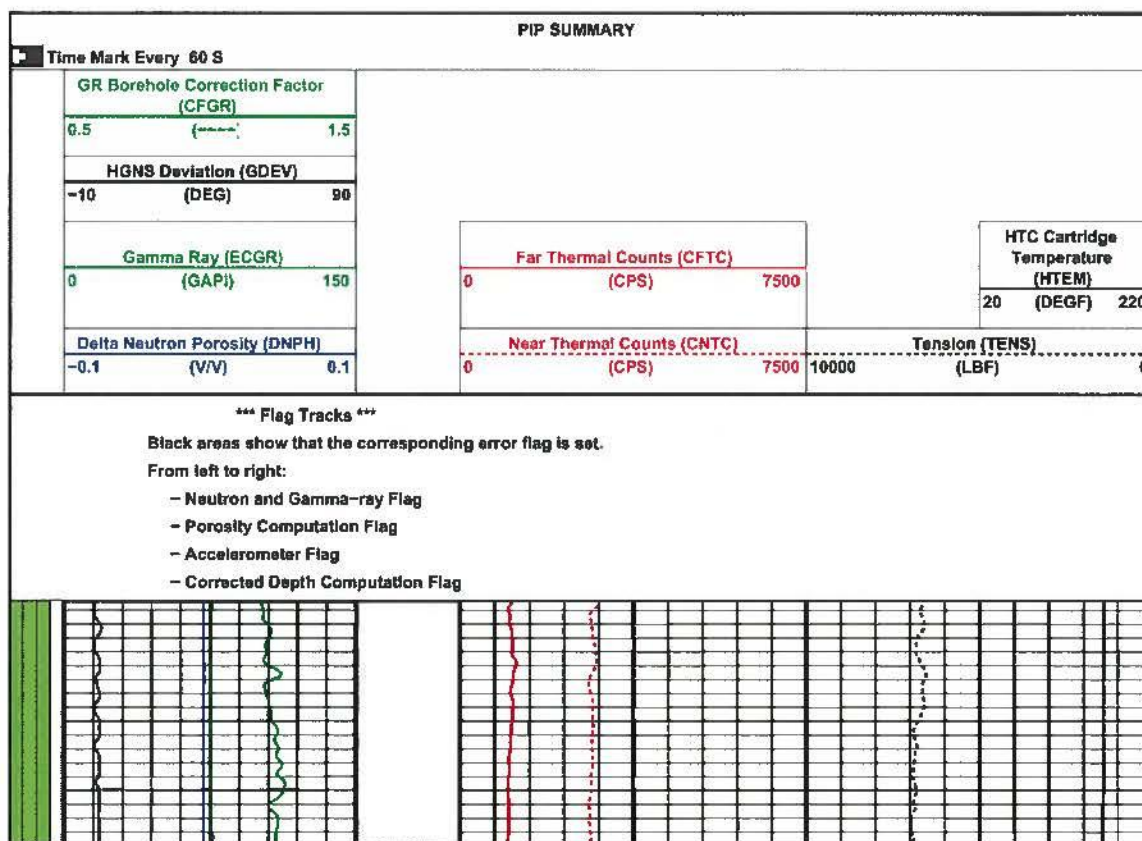 PIP SUMMARY
Time Mark Every 60 S
GR Borehole Correction Factor
(CFGR)
0.5 (----) 1.5
HGNS Deviation (GDEV)
-10 (DEG) 90
Gamma Ray (ECGR)
0 (GAPI) 150
Delta Neutron Porosity (DNPH)
-0.1 (V/V) 0.1
Far Thermal Counts (CFTC)
0 (CPS) 7500
Near Thermal Counts (CNTC)
0 (CPS) 7500
HTC Cartridge
Temperature
(HTEM)
20 (DEGF) 220
Tension (TENS)
10000 (LBF)
*** Flag Tracks ***
Black areas show that the corresponding error flag is set.
From left to right:
- Neutron and Gamma-ray Flag
- Porosity Computation Flag
- Accelerometer Flag
- Corrected Depth Computation Flag